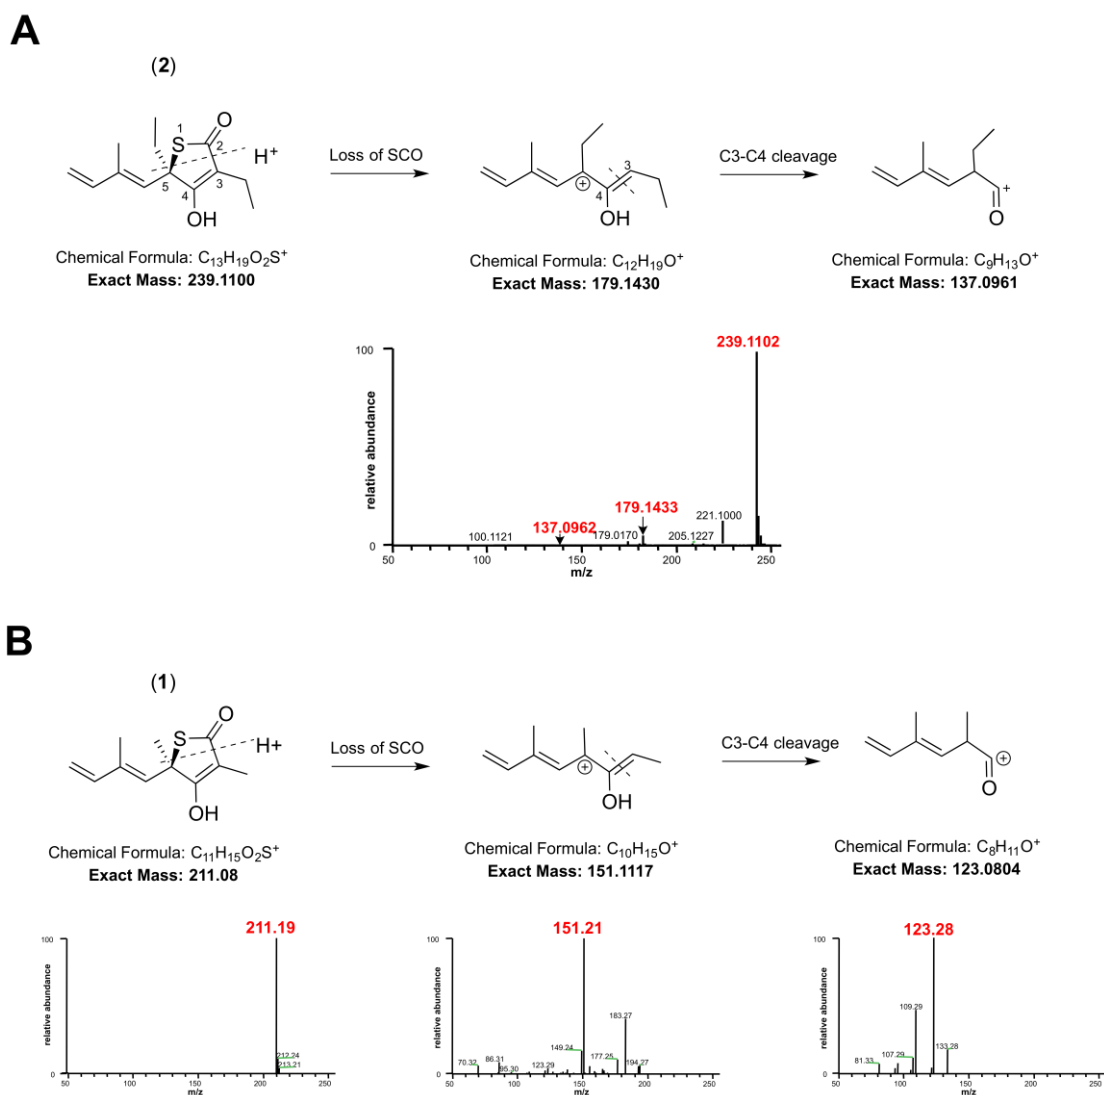 A
(2)
S
1
O
2
H+
3
4
5
OH
Loss of SCO
3
4
OH
C3-C4 cleavage
+
O
Chemical Formula: C13H19O2S+
Exact Mass: 239.1100
Chemical Formula: C12H19O+
Exact Mass: 179.1430
Chemical Formula: C9H13O+
Exact Mass: 137.0961
239.1102
100
relative abundance
179.1433
137.0962
221.1000
100.1121
179.0170
205.1227
0
50
100
150
200
250
m/z
B
(1)
S
O
H+
OH
Loss of SCO
+
OH
C3-C4 cleavage
+
O
Chemical Formula: C11H15O2S+
Exact Mass: 211.08
Chemical Formula: C10H15O+
Exact Mass: 151.1117
Chemical Formula: C8H11O+
Exact Mass: 123.0804
211.19
100
relative abundance
212.24
213.21
0
50
100
150
200
250
m/z
151.21
100
relative abundance
183.27
149.24
177.25
70.32
86.31
95.30
123.29
194.27
0
50
100
150
200
250
m/z
123.28
100
relative abundance
109.29
133.28
107.29
81.33
0
50
100
150
200
250
m/z